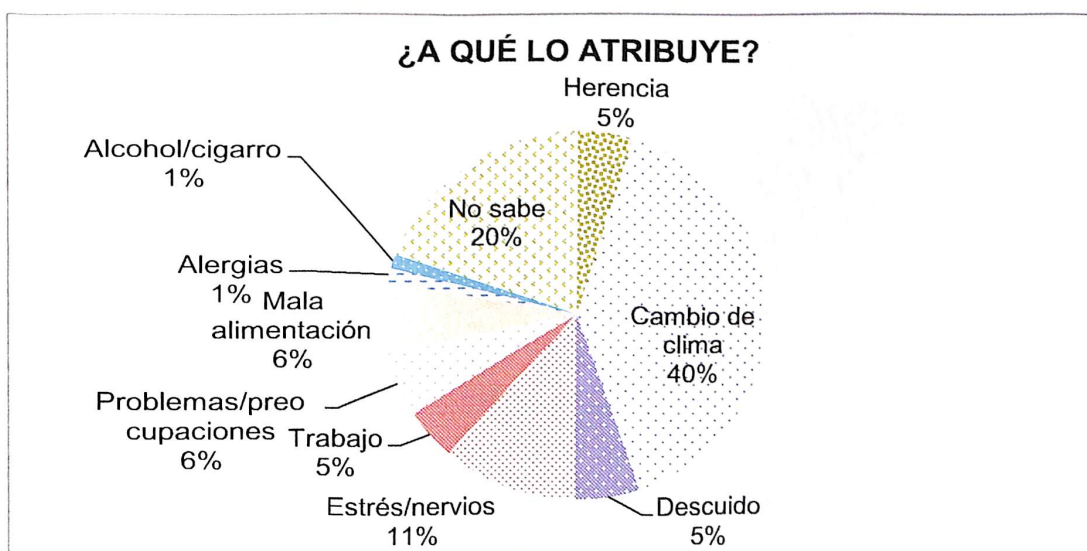 ¿A QUÉ LO ATRIBUYE?
Herencia
5%
Cambio de
clima
40%
Descuido
5%
Estrés/nervios
11%
Trabajo
5%
Problemas/preo
cupaciones
6%
Mala
alimentación
6%
Alergias
1%
Alcohol/cigarro
1%
No sabe
20%